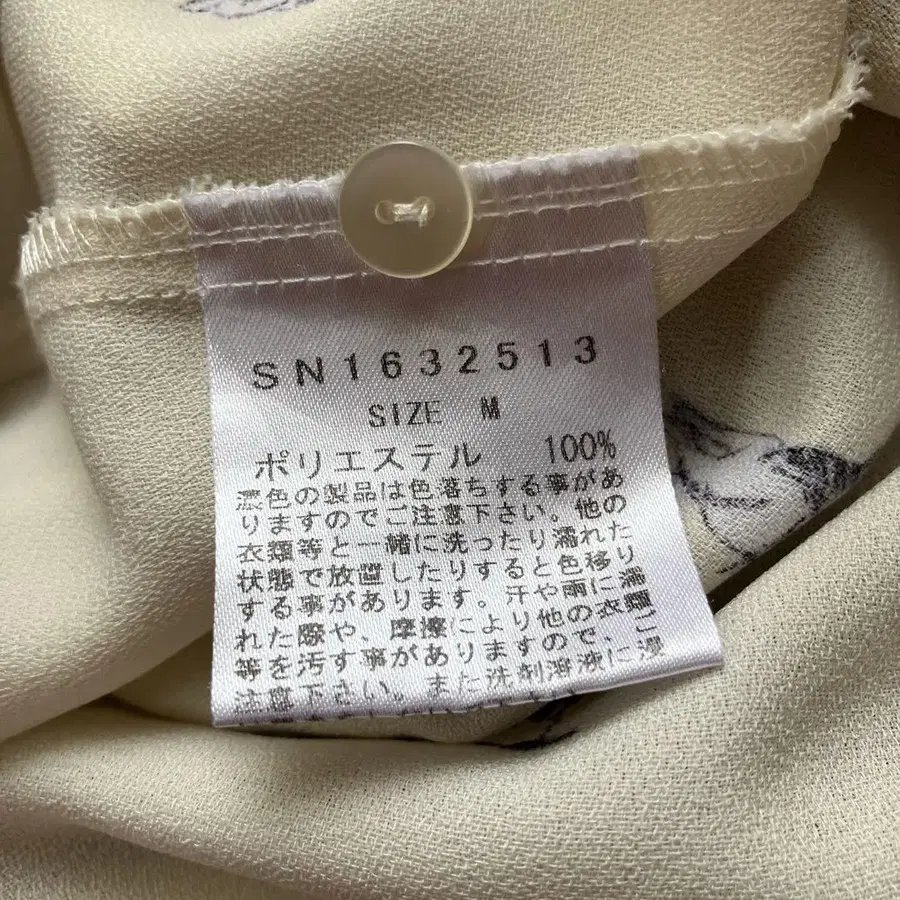 SN1632513
SIZE M
ポリエステル 100%
濃色の製品は色落ちする事があ
りますのでご注意下さい。他の
衣類等と一緒に洗ったり濡れた
状態で放置したりすると色移り
する事があります。汗や雨に濡
れた際や、摩擦により他の衣類
等を汚す事がありますので、ご
注意下さい。また洗剤溶液に浸